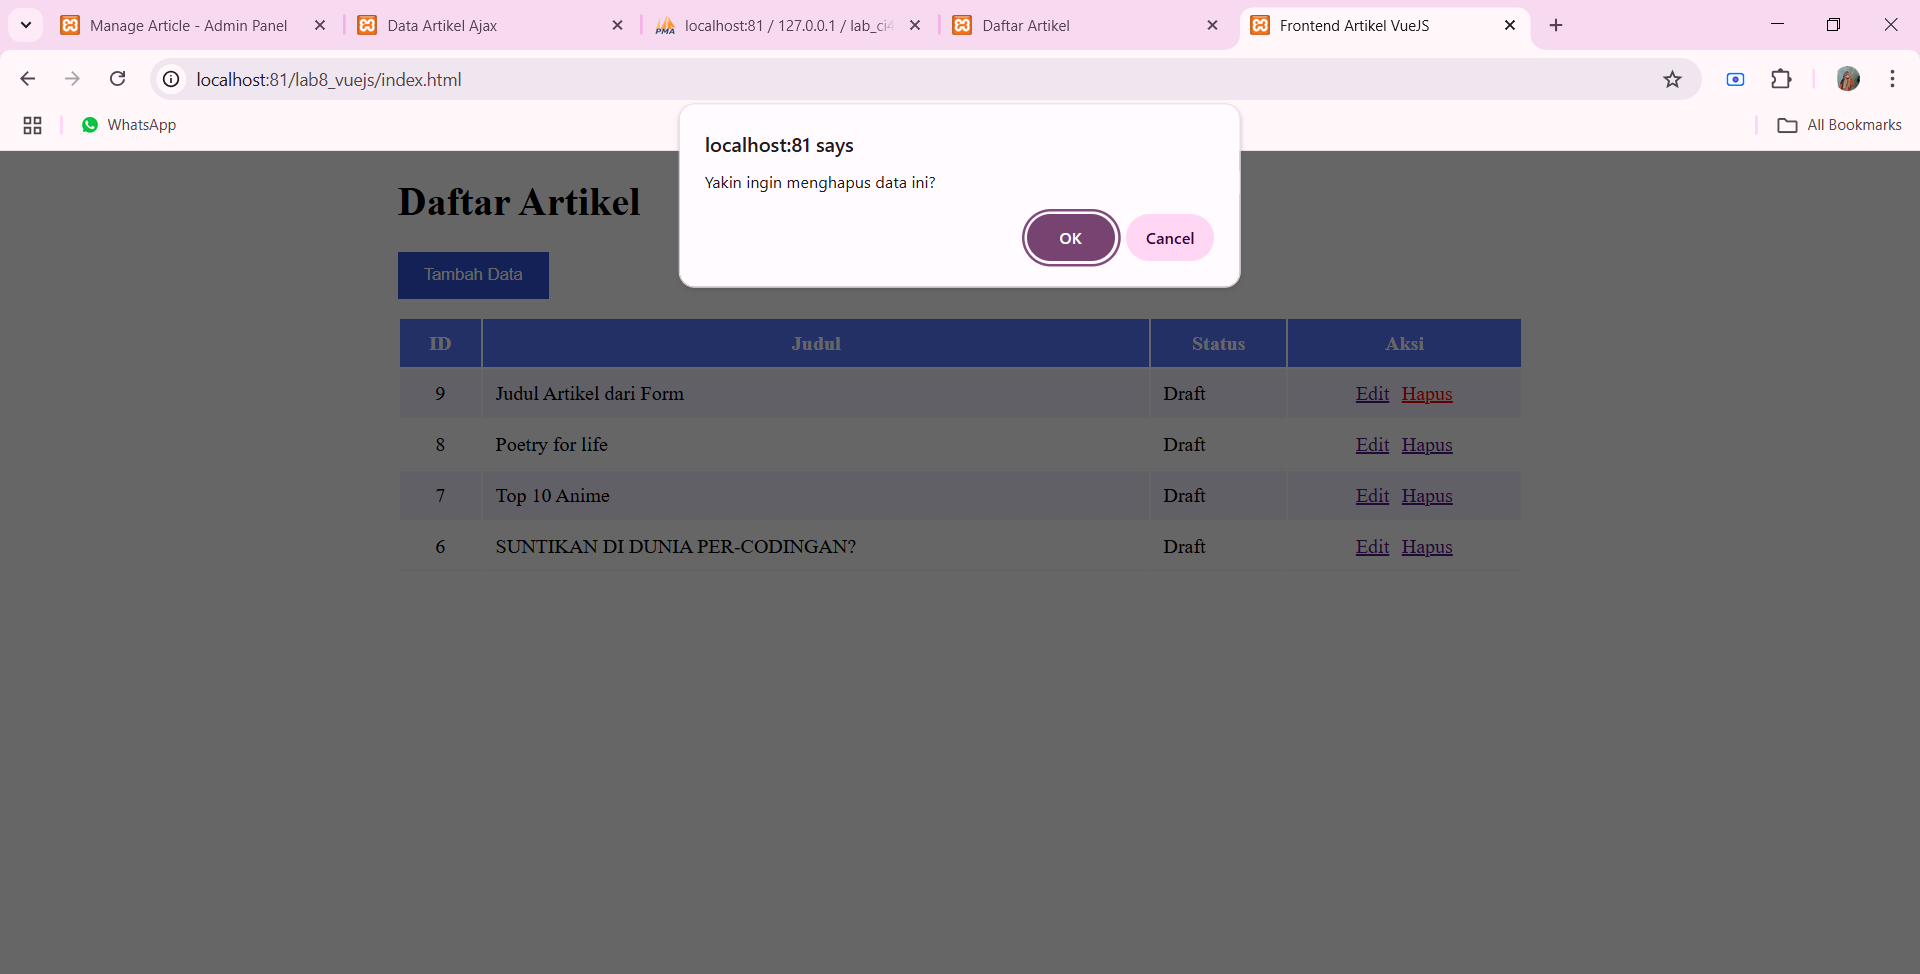 Manage Article - Admin Panel
Data Artikel Ajax
PMA
localhost:81 / 127.0.0.1 / lab_ci4
Daftar Artikel
Frontend Artikel VueJS
localhost:81/lab8_vuejs/index.html
WhatsApp
All Bookmarks
localhost:81 says
Yakin ingin menghapus data ini?
OK Cancel
Daftar Artikel
Tambah Data
ID Judul Status Aksi
9 Judul Artikel dari Form Draft Edit Hapus
8 Poetry for life Draft Edit Hapus
7 Top 10 Anime Draft Edit Hapus
6 SUNTIKAN DI DUNIA PER-CODINGAN? Draft Edit Hapus